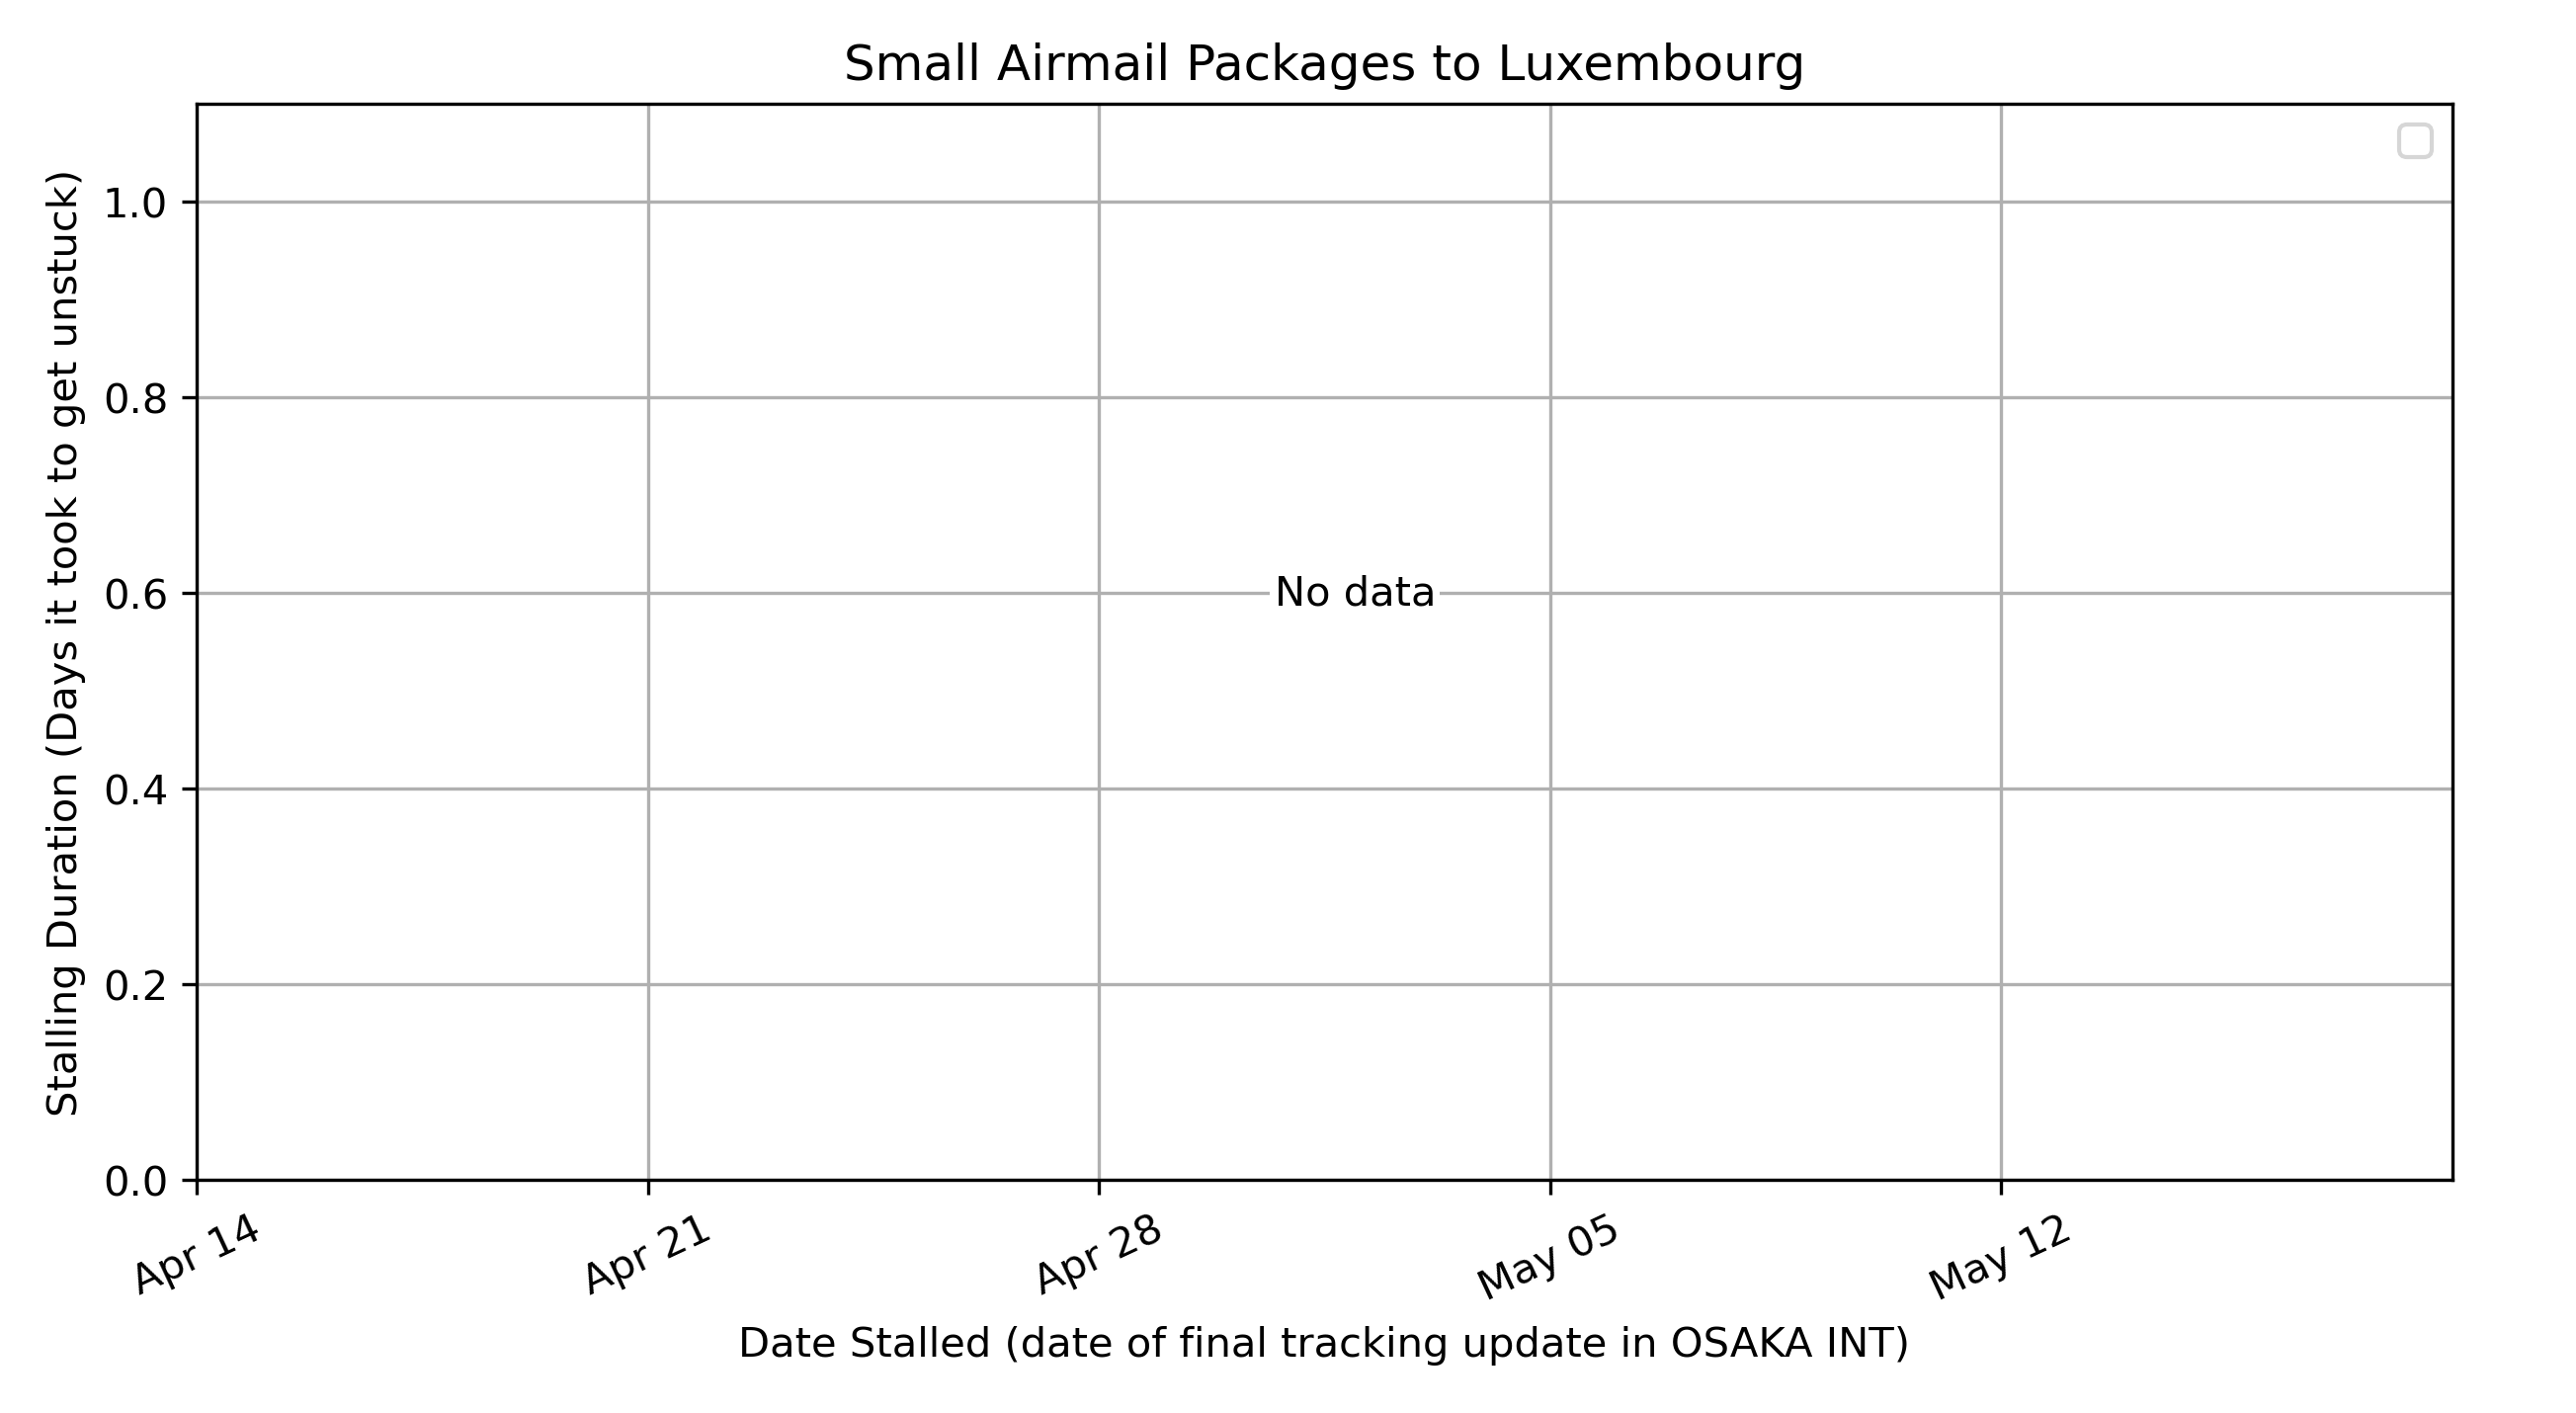 Small Airmail Packages to Luxembourg
Stalling Duration (Days it took to get unstuck)
1.0
0.8
0.6
0.4
0.2
0.0
No data
Apr 14
Apr 21
Apr 28
May 05
May 12
Date Stalled (date of final tracking update in OSAKA INT)